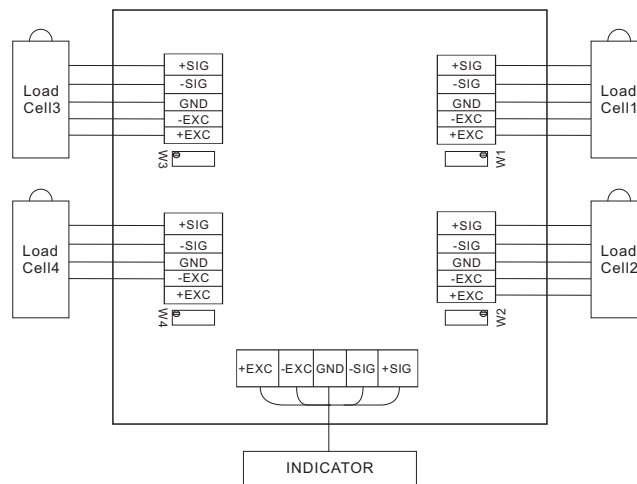 Load
Cell3
+SIG
-SIG
GND
-EXC
+EXC
W3
+SIG
-SIG
GND
-EXC
+EXC
W1
Load
Cell1
Load
Cell4
+SIG
-SIG
GND
-EXC
+EXC
W4
+SIG
-SIG
GND
-EXC
+EXC
W2
Load
Cell2
+EXC -EXC GND -SIG +SIG
INDICATOR